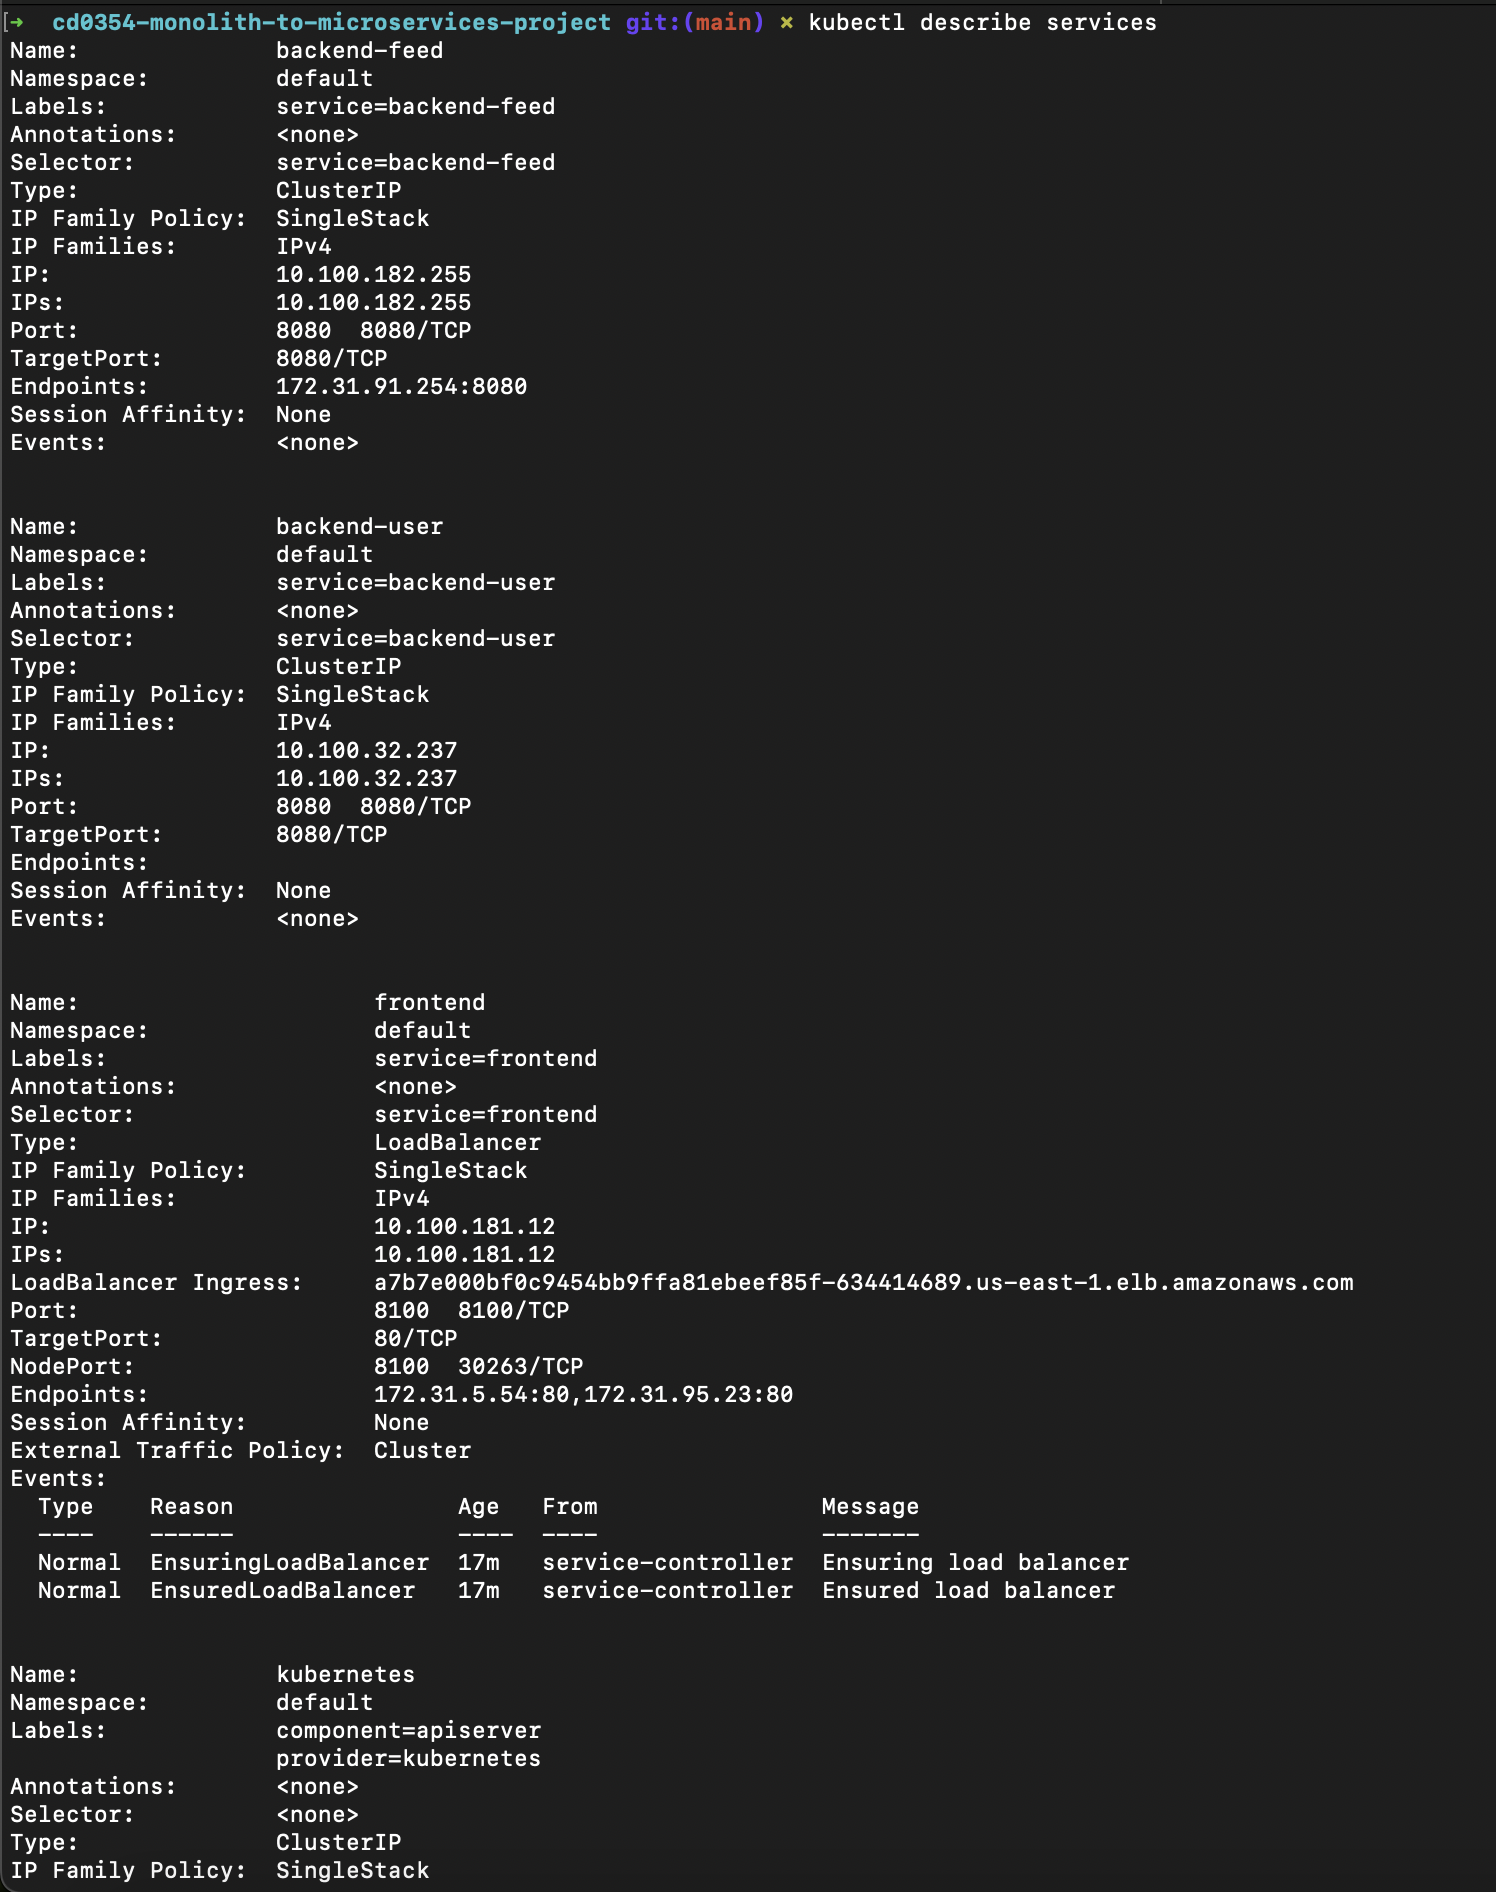 [➜  cd0354-monolith-to-microservices-project git:(main) ✗ kubectl describe services
Name:              backend-feed
Namespace:         default
Labels:            service=backend-feed
Annotations:       <none>
Selector:          service=backend-feed
Type:              ClusterIP
IP Family Policy:  SingleStack
IP Families:       IPv4
IP:                10.100.182.255
IPs:               10.100.182.255
Port:              8080  8080/TCP
TargetPort:        8080/TCP
Endpoints:         172.31.91.254:8080
Session Affinity:  None
Events:            <none>

Name:              backend-user
Namespace:         default
Labels:            service=backend-user
Annotations:       <none>
Selector:          service=backend-user
Type:              ClusterIP
IP Family Policy:  SingleStack
IP Families:       IPv4
IP:                10.100.32.237
IPs:               10.100.32.237
Port:              8080  8080/TCP
TargetPort:        8080/TCP
Endpoints:
Session Affinity:  None
Events:            <none>

Name:                     frontend
Namespace:                default
Labels:                   service=frontend
Annotations:              <none>
Selector:                 service=frontend
Type:                     LoadBalancer
IP Family Policy:         SingleStack
IP Families:              IPv4
IP:                       10.100.181.12
IPs:                      10.100.181.12
LoadBalancer Ingress:     a7b7e000bf0c9454bb9ffa81ebeef85f-634414689.us-east-1.elb.amazonaws.com
Port:                     8100  8100/TCP
TargetPort:               80/TCP
NodePort:                 8100  30263/TCP
Endpoints:                172.31.5.54:80,172.31.95.23:80
Session Affinity:         None
External Traffic Policy:  Cluster
Events:
  Type    Reason                Age   From                Message
  ----    ------                ----  ----                -------
  Normal  EnsuringLoadBalancer  17m   service-controller  Ensuring load balancer
  Normal  EnsuredLoadBalancer   17m   service-controller  Ensured load balancer

Name:              kubernetes
Namespace:         default
Labels:            component=apiserver
                   provider=kubernetes
Annotations:       <none>
Selector:          <none>
Type:              ClusterIP
IP Family Policy:  SingleStack